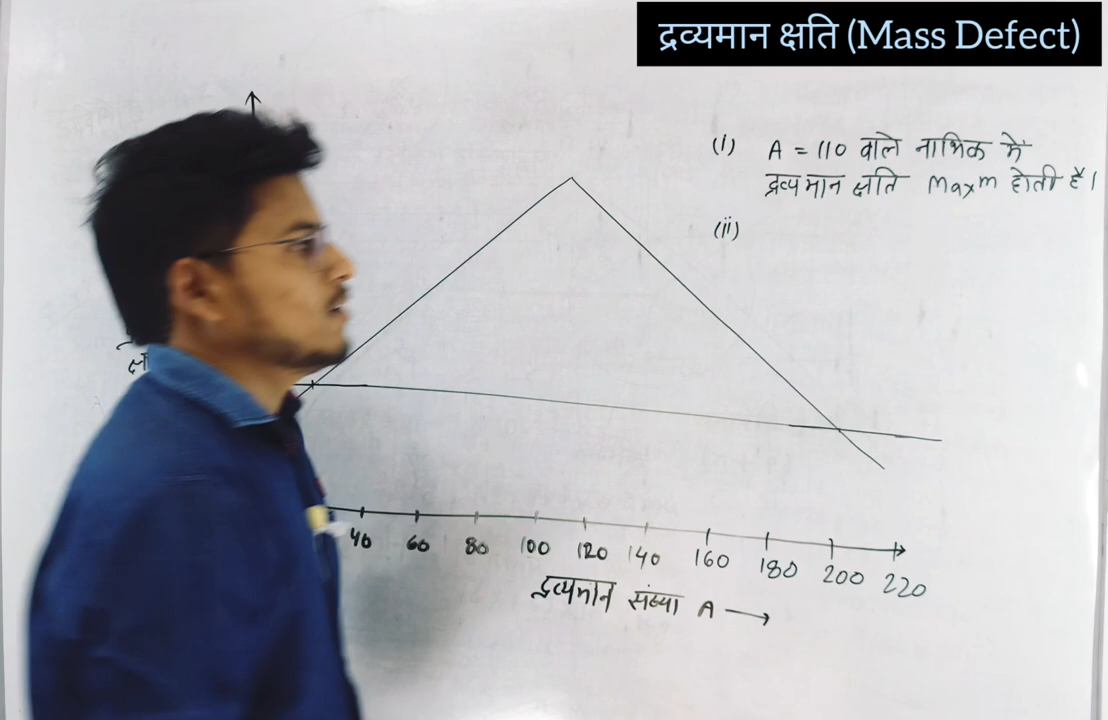 द्रव्यमान क्षति (Mass Defect)
(i) A = 110 वाले नाभिक में
द्रव्यमान क्षति Maxm होती है।
(ii)
40 60 80 100 120 140 160 180 200 220
द्रव्यमान संख्या A